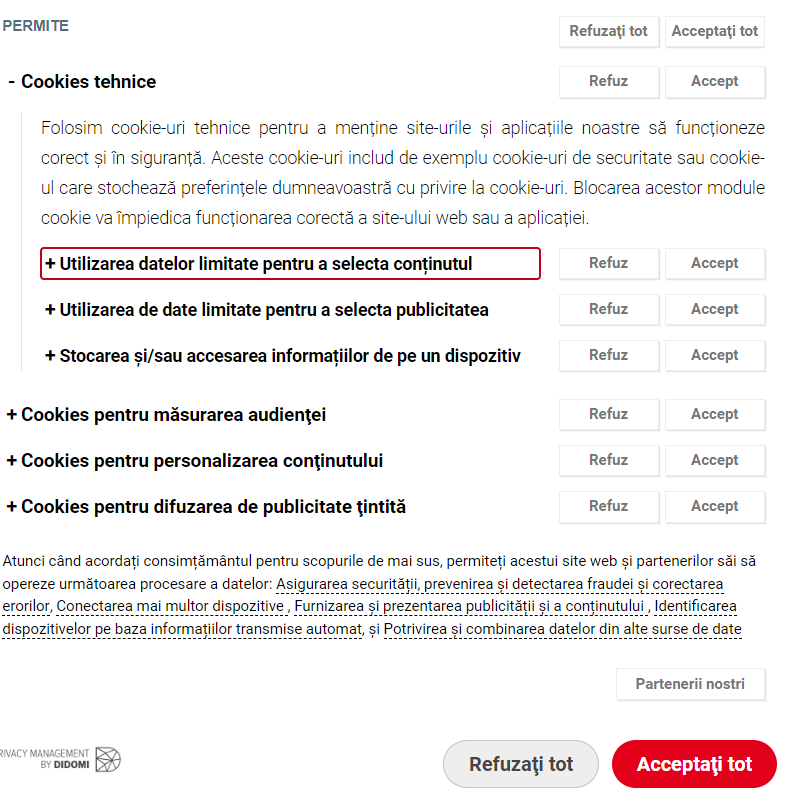 PERMITE
Refuzaţi tot Acceptaţi tot
- Cookies tehnice Refuz Accept
Folosim cookie-uri tehnice pentru a menține site-urile și aplicațiile noastre să funcționeze
corect și în siguranță. Aceste cookie-uri includ de exemplu cookie-uri de securitate sau cookie-
ul care stochează preferințele dumneavoastră cu privire la cookie-uri. Blocarea acestor module
cookie va împiedica funcționarea corectă a site-ului web sau a aplicației.
+ Utilizarea datelor limitate pentru a selecta conținutul Refuz Accept
+ Utilizarea de date limitate pentru a selecta publicitatea Refuz Accept
+ Stocarea și/sau accesarea informațiilor de pe un dispozitiv Refuz Accept
+ Cookies pentru măsurarea audienţei Refuz Accept
+ Cookies pentru personalizarea conţinutului Refuz Accept
+ Cookies pentru difuzarea de publicitate ţintită Refuz Accept
Atunci când acordați consimțământul pentru scopurile de mai sus, permiteți acestui site web și partenerilor săi să
opereze următoarea procesare a datelor: Asigurarea securității, prevenirea și detectarea fraudei și corectarea
erorilor, Conectarea mai multor dispozitive , Furnizarea și prezentarea publicității și a conținutului , Identificarea
dispozitivelor pe baza informațiilor transmise automat, și Potrivirea și combinarea datelor din alte surse de date
Partenerii nostri
RIVACY MANAGEMENT
BY DIDOMI
Refuzaţi tot Acceptaţi tot